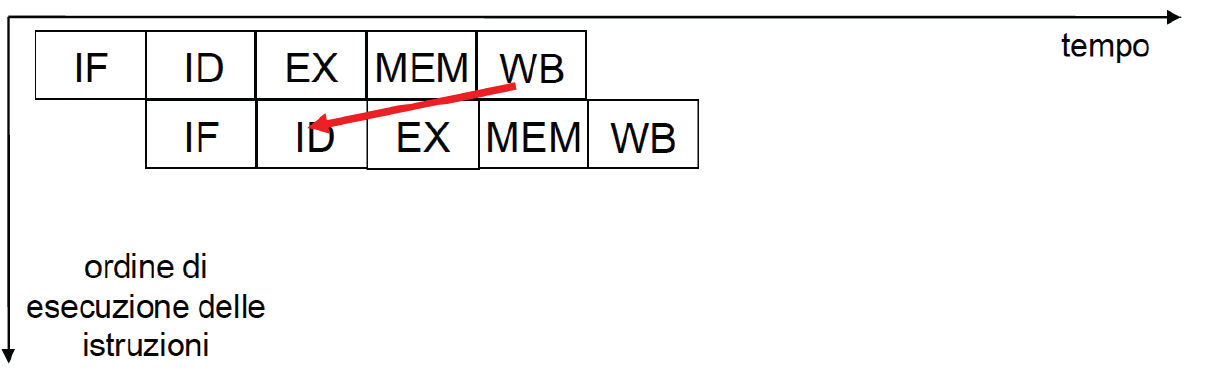 tempo
IF ID EX MEM WB
IF ID EX MEM WB
ordine di
esecuzione delle
istruzioni